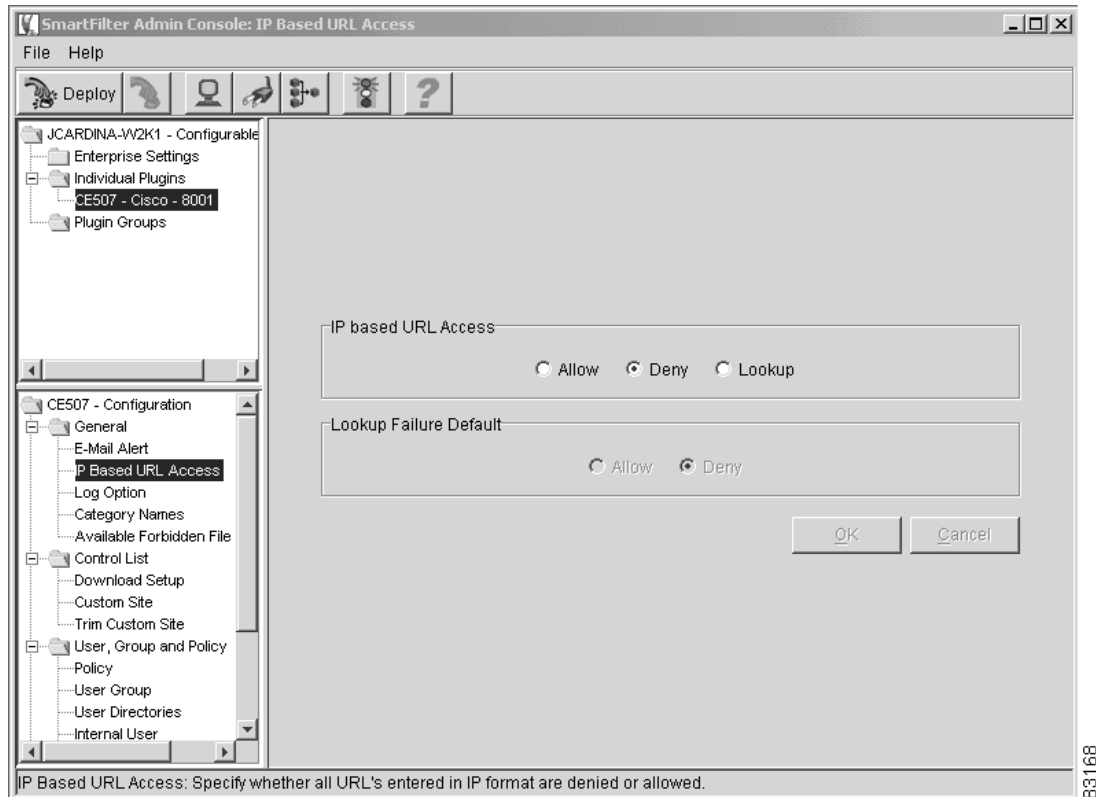 SmartFilter Admin Console: IP Based URL Access
File Help
Deploy
JCARDINA-W2K1 - Configurable
Enterprise Settings
Individual Plugins
CE507 - Cisco - 8001
Plugin Groups
CE507 - Configuration
General
E-Mail Alert
IP Based URL Access
Log Option
Category Names
Available Forbidden File
Control List
Download Setup
Custom Site
Trim Custom Site
User, Group and Policy
Policy
User Group
User Directories
Internal User
IP based URL Access
Allow Deny Lookup
Lookup Failure Default
Allow Deny
OK Cancel
IP Based URL Access: Specify whether all URL's entered in IP format are denied or allowed.
83168